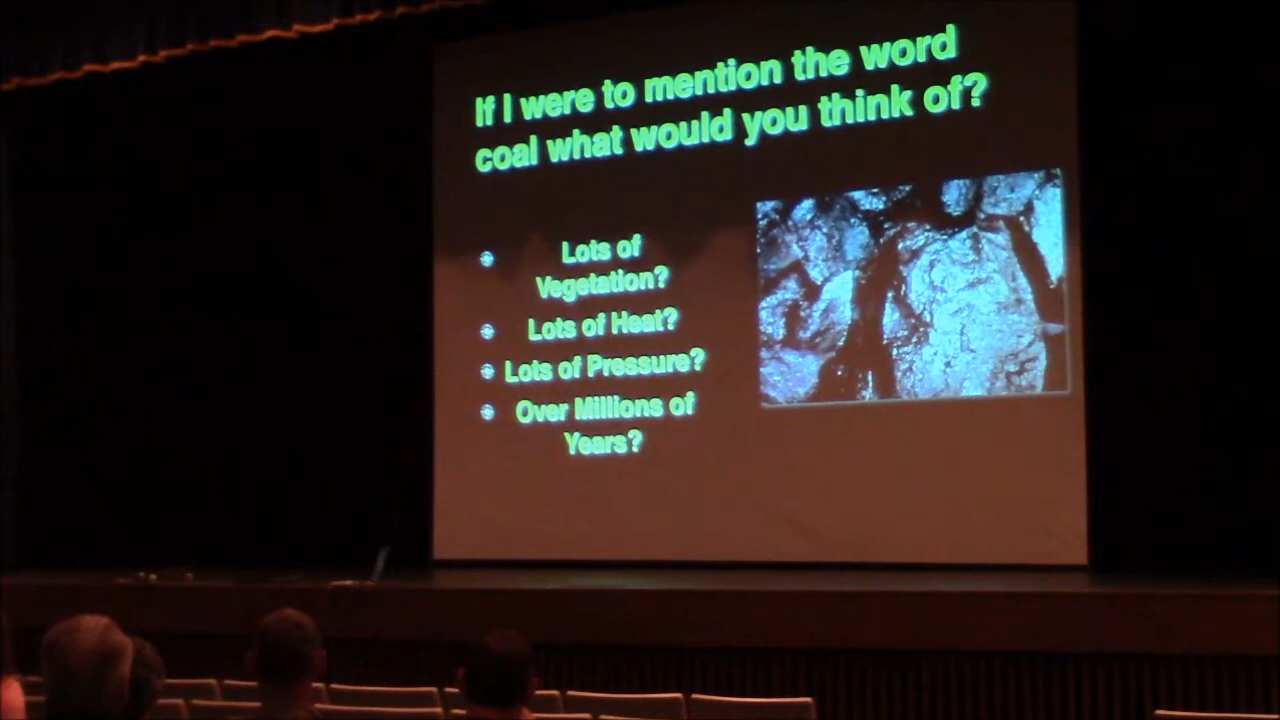 If I were to mention the word
coal what would you think of?
Lots of
Vegetation?
Lots of Heat?
Lots of Pressure?
Over Millions of
Years?